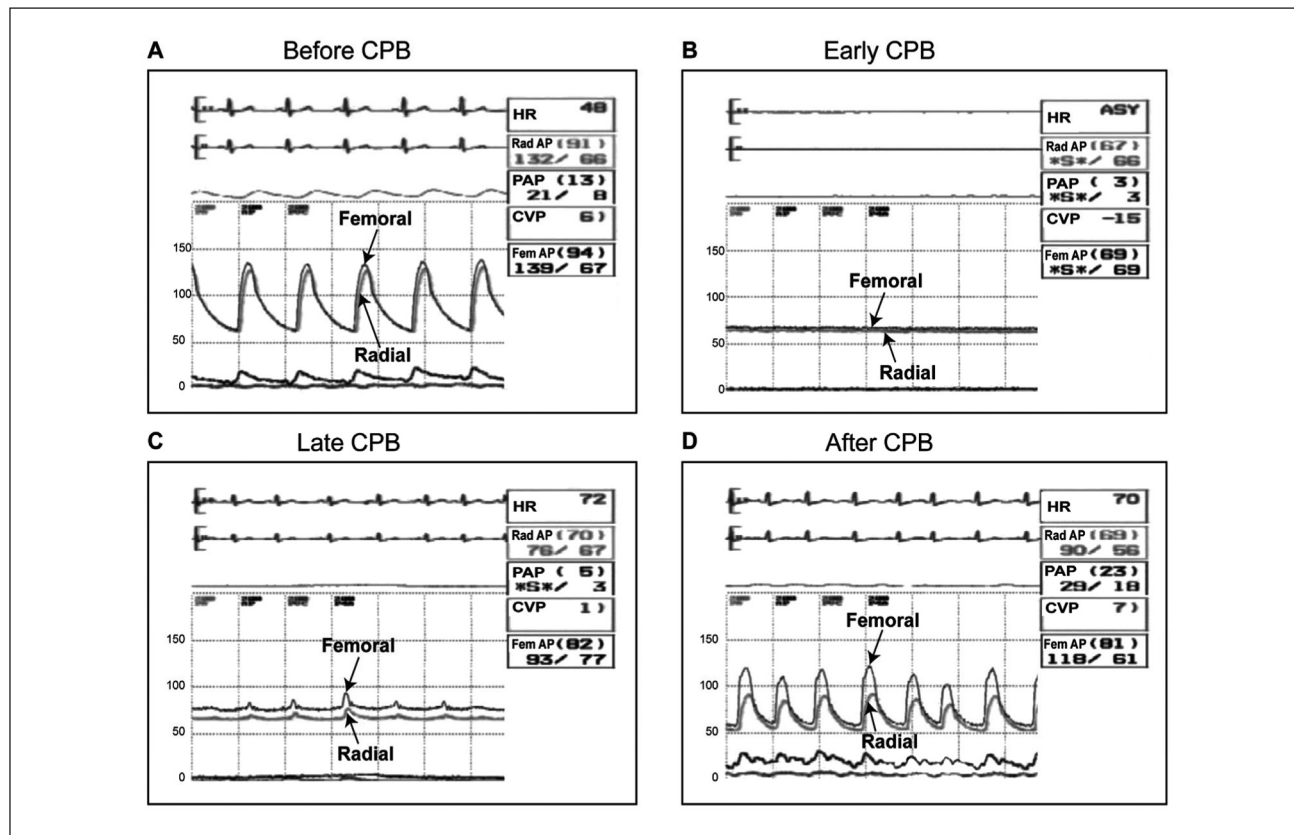 A Before CPB
HR 48
Rad AP (91)
132/ 66
PAP (13)
21/ 8
CVP 6)
Fem AP (94)
139/ 67
150
100
50
0
Femoral
Radial
B Early CPB
HR ASY
Rad AP (67)
*S*/ 66
PAP ( 3)
*S*/ 3
CVP -15
Fem AP (69)
*S*/ 69
150
100
50
0
Femoral
Radial
C Late CPB
HR 72
Rad AP (70)
76/ 67
PAP ( 5)
*S*/ 3
CVP 1)
Fem AP (82)
93/ 77
150
100
50
0
Femoral
Radial
D After CPB
HR 70
Rad AP (69)
90/ 56
PAP (23)
29/ 18
CVP 7)
Fem AP (81)
118/ 61
150
100
50
0
Femoral
Radial